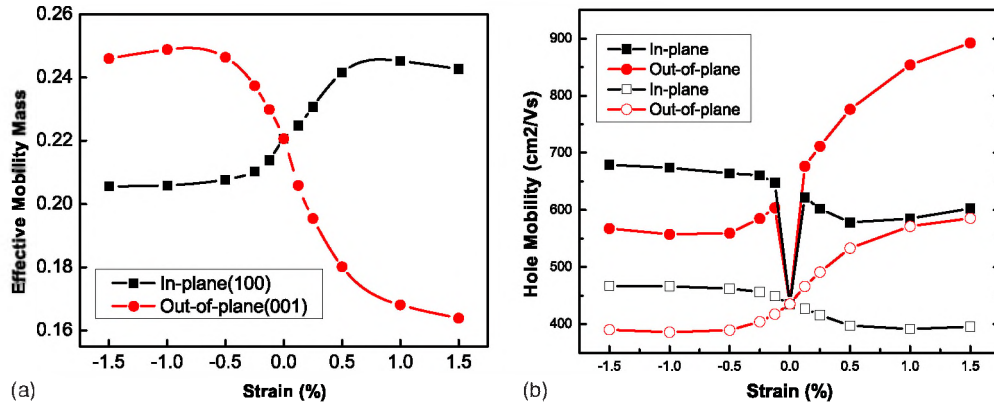 0.26
0.24
0.22
0.20
0.18
0.16
Effective Mobility Mass
In-plane(100)
Out-of-plane(001)
-1.5 -1.0 -0.5 0.0 0.5 1.0 1.5
Strain (%)
(a)
(b)
900
800
700
600
500
400
Hole Mobility (cm2/Vs)
In-plane
Out-of-plane
In-plane
Out-of-plane
-1.5 -1.0 -0.5 0.0 0.5 1.0 1.5
Strain (%)